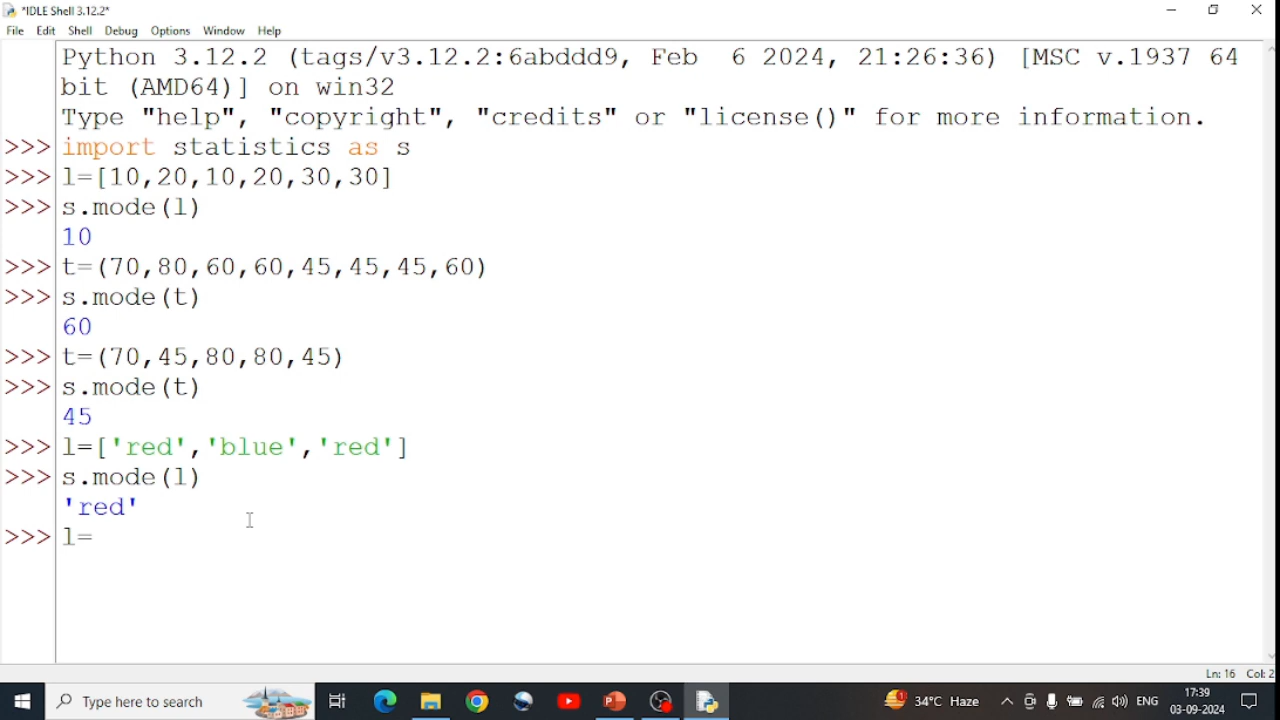 *IDLE Shell 3.12.2*
File Edit Shell Debug Options Window Help
Python 3.12.2 (tags/v3.12.2:6abddd9, Feb  6 2024, 21:26:36) [MSC v.1937 64
bit (AMD64)] on win32
Type "help", "copyright", "credits" or "license()" for more information.
>>> import statistics as s
>>> l=[10,20,10,20,30,30]
>>> s.mode(l)
10
>>> t=(70,80,60,60,45,45,45,60)
>>> s.mode(t)
60
>>> t=(70,45,80,80,45)
>>> s.mode(t)
45
>>> l=['red','blue','red']
>>> s.mode(l)
'red'
>>> l=
Ln: 16 Col: 2
Type here to search
1
34°C Haze
ENG
17:39
03-09-2024